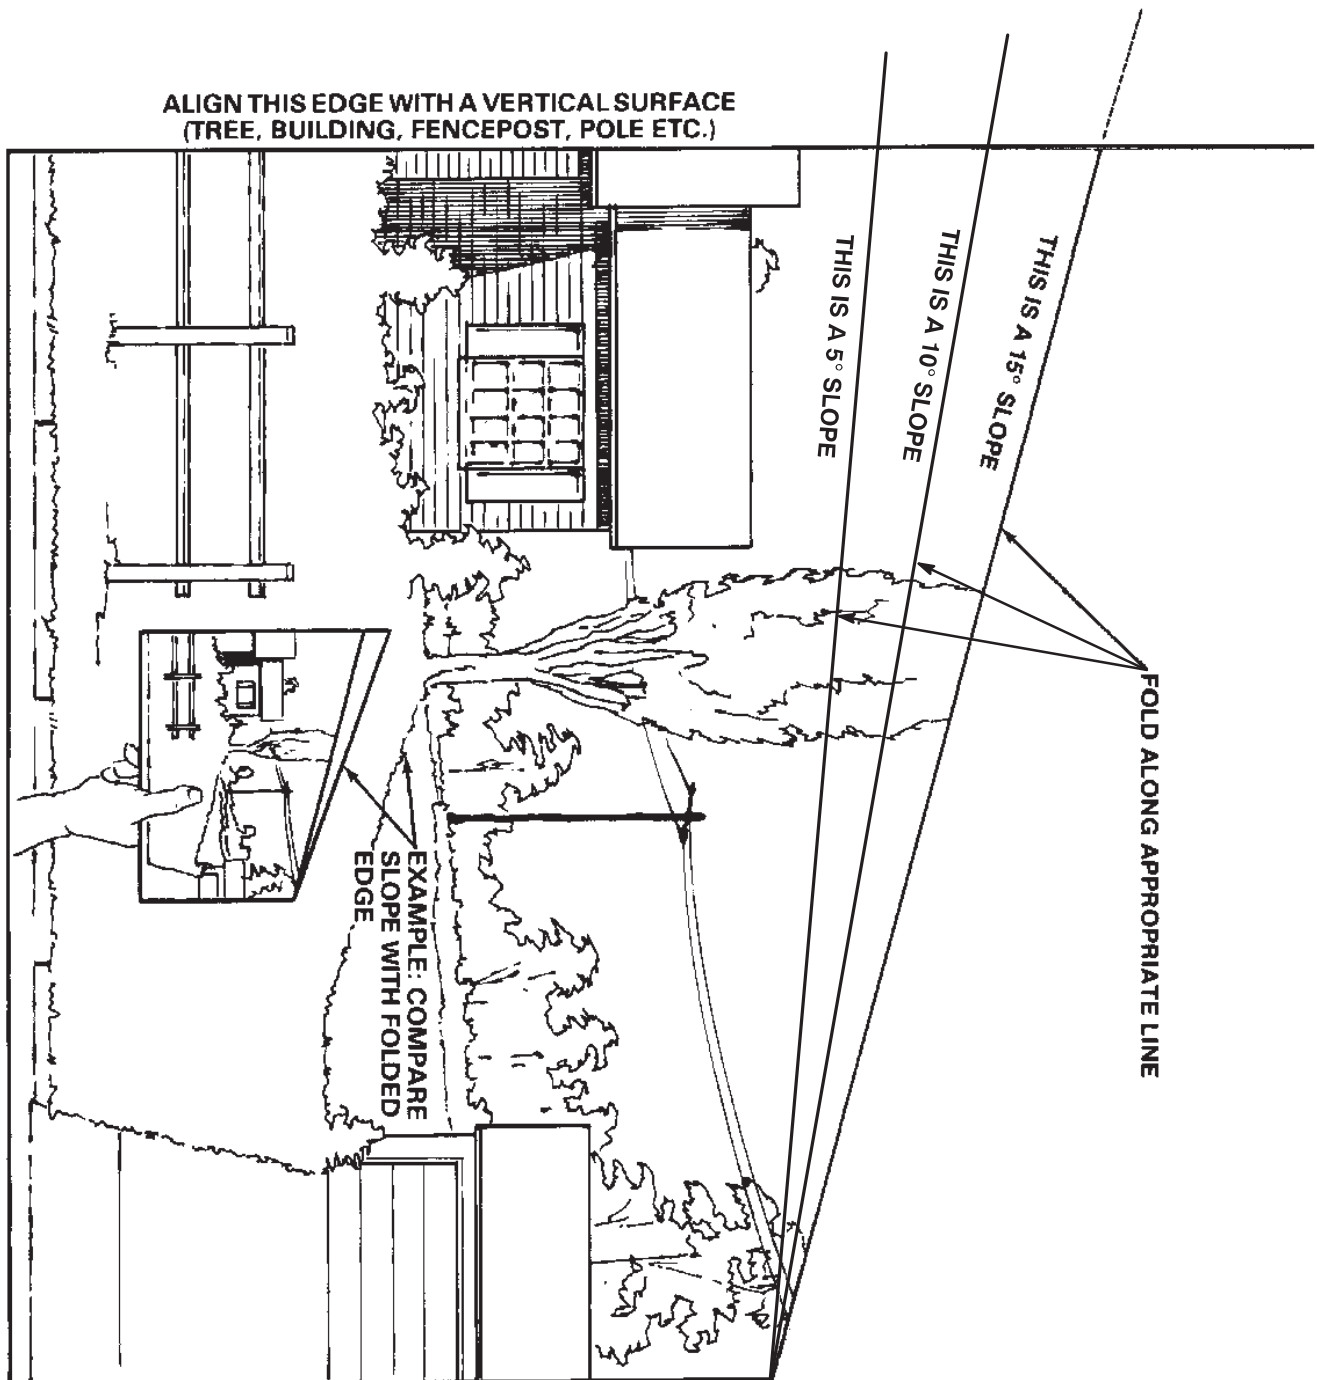 ALIGN THIS EDGE WITH A VERTICAL SURFACE
(TREE, BUILDING, FENCEPOST, POLE ETC.)
THIS IS A 5° SLOPE
THIS IS A 10° SLOPE
THIS IS A 15° SLOPE
FOLD ALONG APPROPRIATE LINE
EXAMPLE: COMPARE
SLOPE WITH FOLDED
EDGE